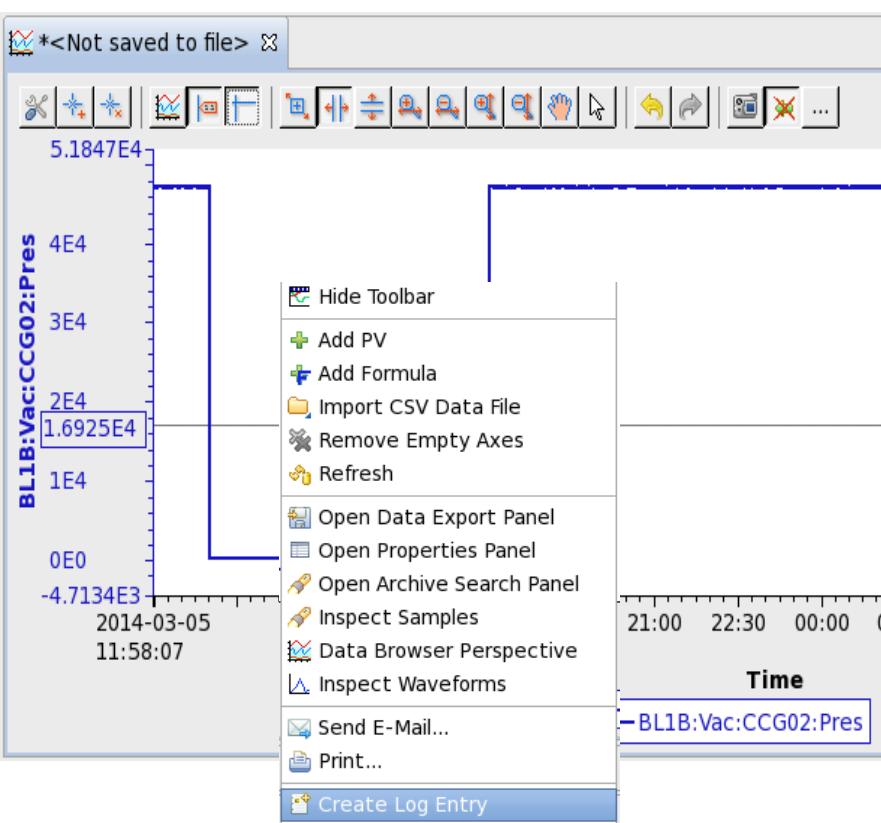 *<Not saved to file>
...
5.1847E4
4E4
3E4
2E4
1.6925E4
1E4
0E0
-4.7134E3
BL1B:Vac:CCG02:Pres
Hide Toolbar
Add PV
Add Formula
Import CSV Data File
Remove Empty Axes
Refresh
Open Data Export Panel
Open Properties Panel
Open Archive Search Panel
Inspect Samples
Data Browser Perspective
Inspect Waveforms
Send E-Mail...
Print...
Create Log Entry
2014-03-05
11:58:07
21:00 22:30 00:00 0
Time
BL1B:Vac:CCG02:Pres